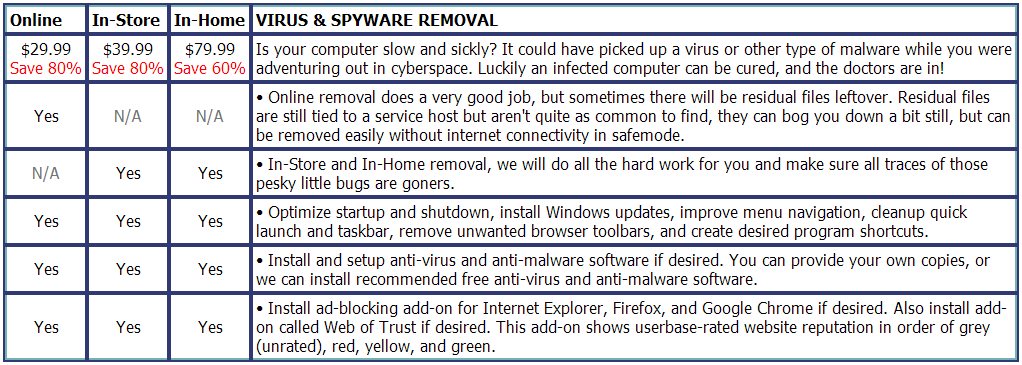 Online In-Store In-Home VIRUS & SPYWARE REMOVAL
$29.99 $39.99 $79.99 Is your computer slow and sickly? It could have picked up a virus or other type of malware while you were
Save 80% Save 80% Save 60% adventuring out in cyberspace. Luckily an infected computer can be cured, and the doctors are in!
• Online removal does a very good job, but sometimes there will be residual files leftover. Residual files
Yes N/A N/A are still tied to a service host but aren't quite as common to find, they can bog you down a bit still, but can
be removed easily without internet connectivity in safemode.
N/A Yes Yes • In-Store and In-Home removal, we will do all the hard work for you and make sure all traces of those
pesky little bugs are goners.
Yes Yes Yes • Optimize startup and shutdown, install Windows updates, improve menu navigation, cleanup quick
launch and taskbar, remove unwanted browser toolbars, and create desired program shortcuts.
Yes Yes Yes • Install and setup anti-virus and anti-malware software if desired. You can provide your own copies, or
we can install recommended free anti-virus and anti-malware software.
• Install ad-blocking add-on for Internet Explorer, Firefox, and Google Chrome if desired. Also install add-
Yes Yes Yes on called Web of Trust if desired. This add-on shows userbase-rated website reputation in order of grey
(unrated), red, yellow, and green.